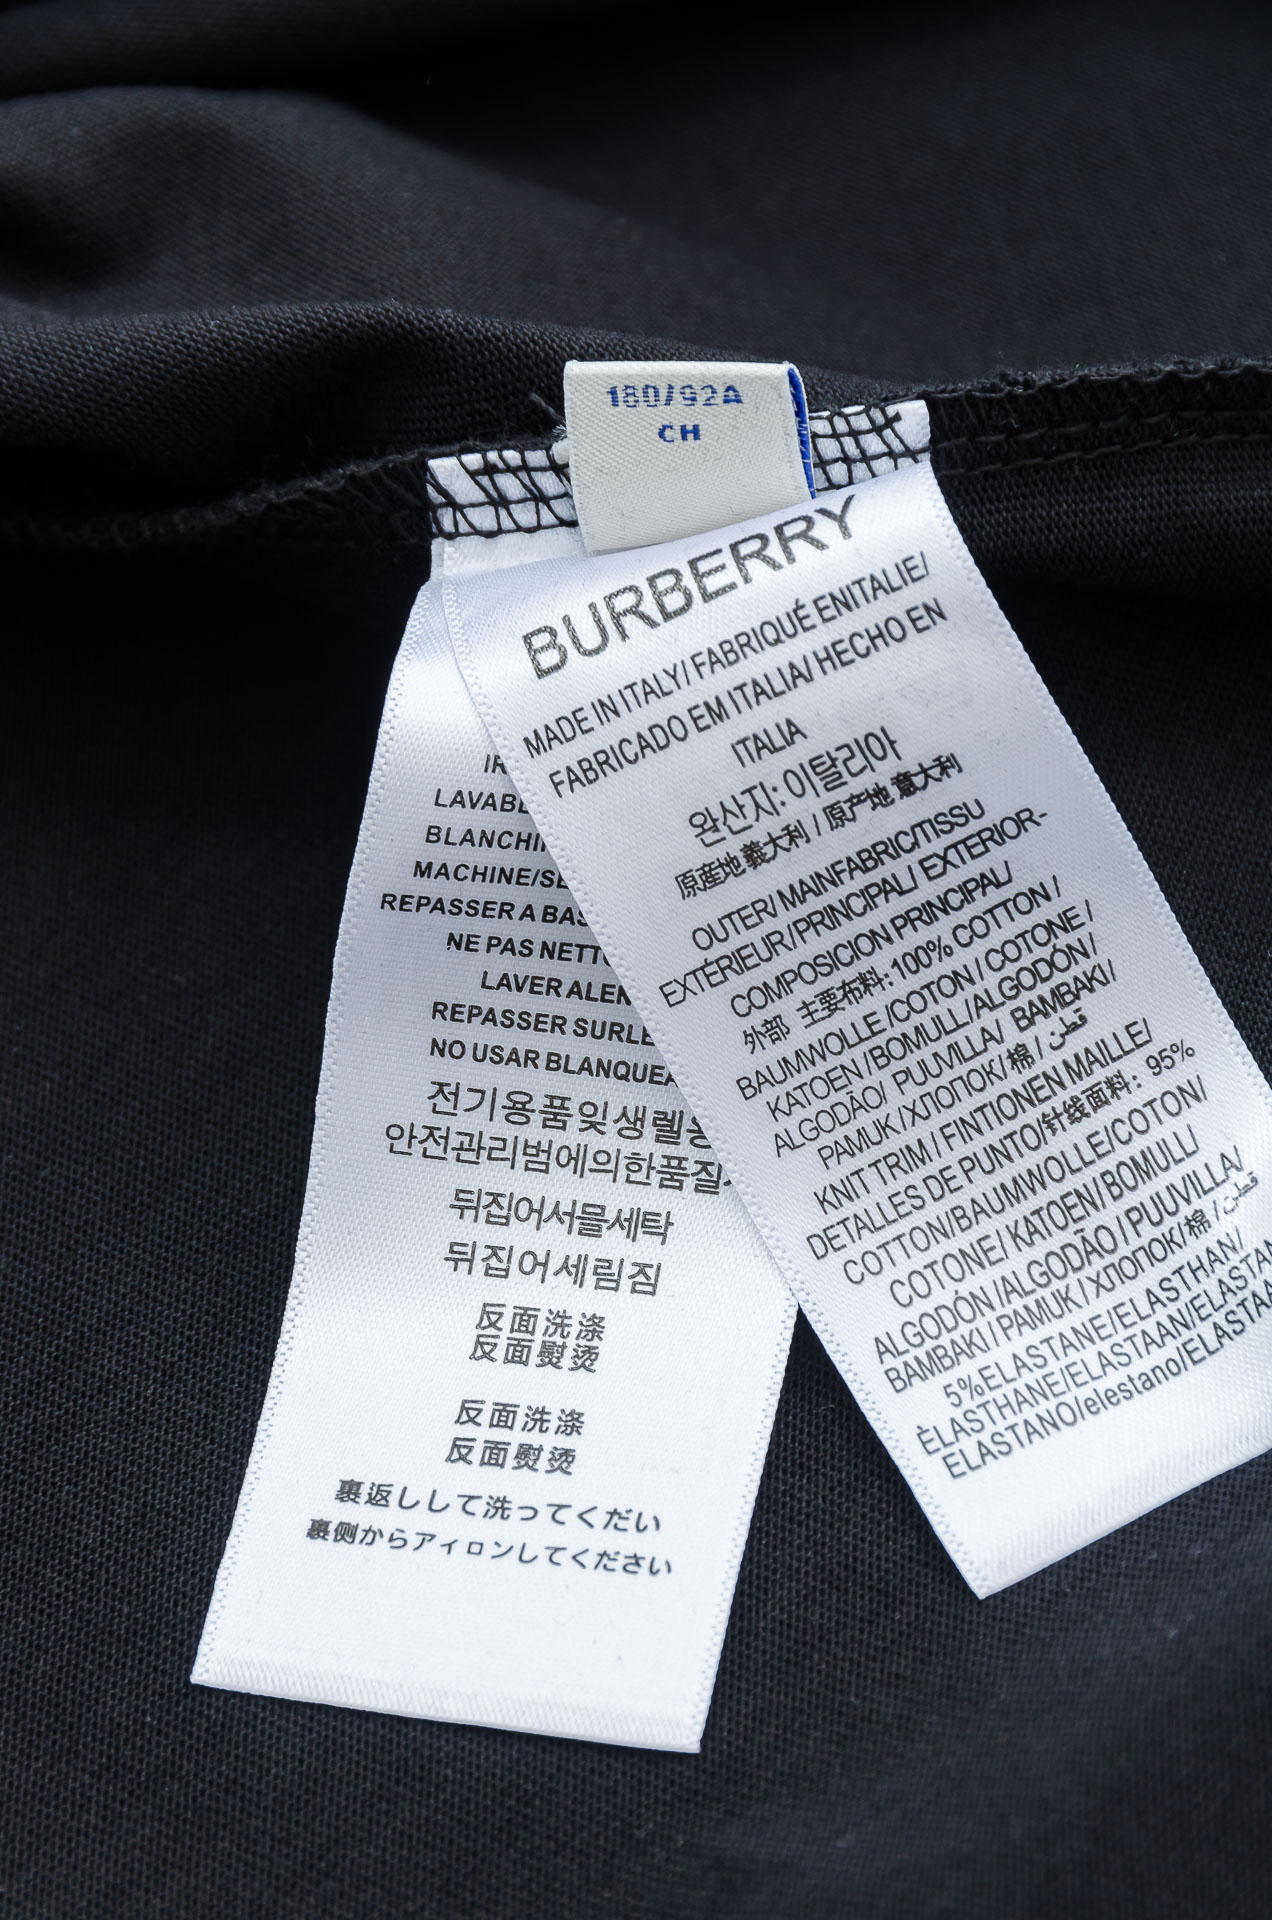 180/92A
CH
BURBERRY
MADE IN ITALY/ FABRIQUÉ ENITALIE/
FABRICADO EM ITALIA/ HECHO EN
ITALIA
완산지: 이탈리아
原産地 義大利 / 原产地 意大利
OUTER/ MAINFABRIC/TISSU
EXTÉRIEUR/PRINCIPAL/ EXTERIOR-
COMPOSICION PRINCIPAL/
外部 主要布料:100% COTTON /
BAUMWOLLE /COTON / COTONE /
KATOEN / BOMULL/ALGODÓN/
ALGODÃO/ PUUVILLA/ BAMBAKI/
PAMUK / ХЛОПОК/ 棉 / قطن
KNIT TRIM / FINTIONEN MAILLE/
DETALLES DE PUNTO/针线面料: 95%
COTTON/BAUMWOLLE/COTON/
COTONE/ KATOEN/ BOMULL/
ALGODÓN /ALGODÃO / PUUVILLA/
BAMBAKI / PAMUK / ХЛОПОК/ 棉 / قطن
5%ELASTANE/ELASTHAN/
ÈLASTHANE/ELASTAAN/ELASTAN
ELASTANO/elestano/ELASTA
IR
LAVABL
BLANCHI
MACHINE/SE
REPASSER A BAS
NE PAS NETTO
LAVER ALEN
REPASSER SURLE
NO USAR BLANQUEA
전기용품및생렬용
안전관리범에의한품질
뒤집어서물세탁
뒤집어세림짐
反面洗涤
反面熨烫
反面洗涤
反面熨烫
裏返しして洗ってくだい
裏側からアィロンしてください